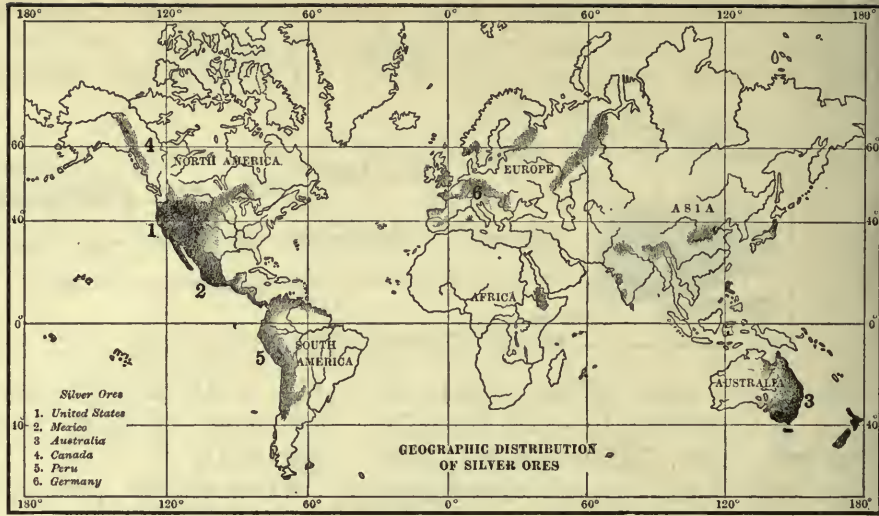 180° 120° 60° 0° 60° 120° 180°
60° 60°
4
NORTH AMERICA
EUROPE
6
40° 40°
ASIA
1
2
AFRICA
0° 0°
SOUTH
AMERICA
5
AUSTRALIA
3
Silver Ores
1. United States
2. Mexico
3 Australia
4. Canada
5. Peru
6. Germany
40° 40°
GEOGRAPHIC DISTRIBUTION
OF SILVER ORES
180° 120° 60° 0° 60° 120° 180°